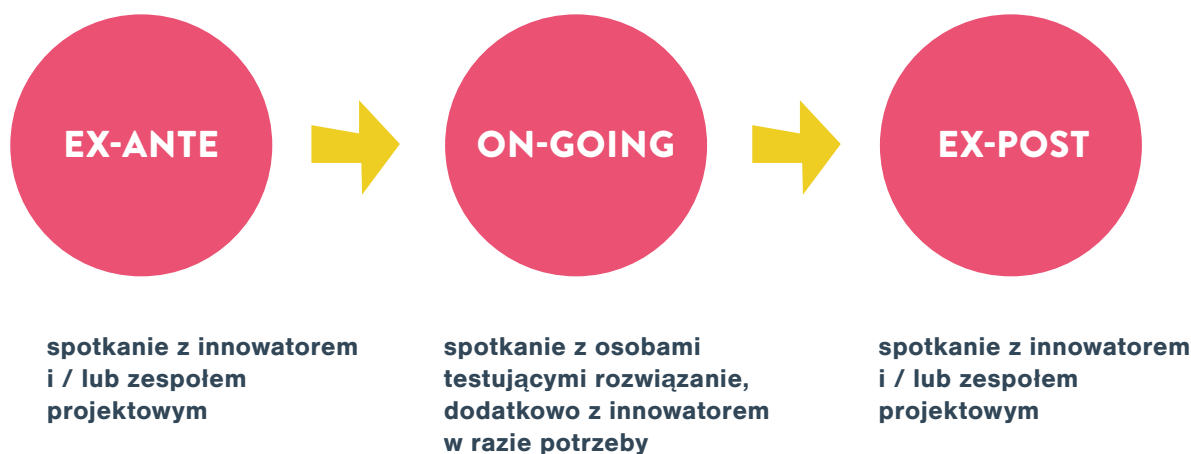 EX-ANTE
ON-GOING
EX-POST
spotkanie z innowatorem
i / lub zespołem
projektowym
spotkanie z osobami
testującymi rozwiązanie,
dodatkowo z innowatorem
w razie potrzeby
spotkanie z innowatorem
i / lub zespołem
projektowym